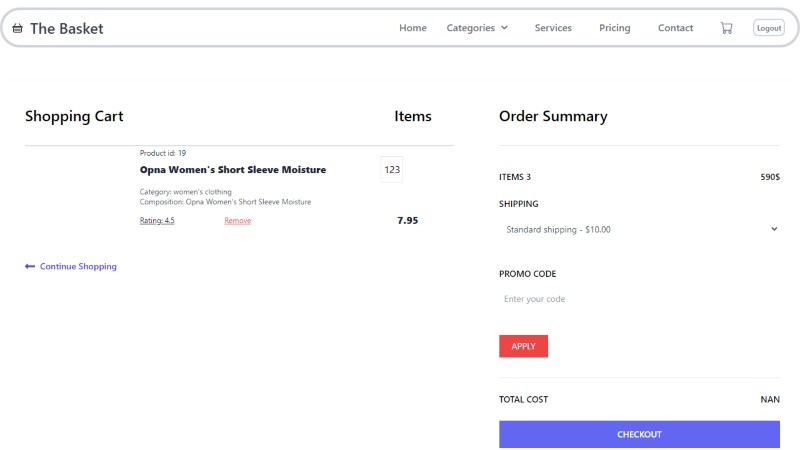 The Basket
Home Categories Services Pricing Contact Logout
Shopping Cart Items
Product id: 19
Opna Women's Short Sleeve Moisture
123
Category: women's clothing
Composition: Opna Women's Short Sleeve Moisture
Rating: 4.5 Remove 7.95
Continue Shopping
Order Summary
ITEMS 3 590$
SHIPPING
Standard shipping - $10.00
PROMO CODE
Enter your code
APPLY
TOTAL COST NAN
CHECKOUT